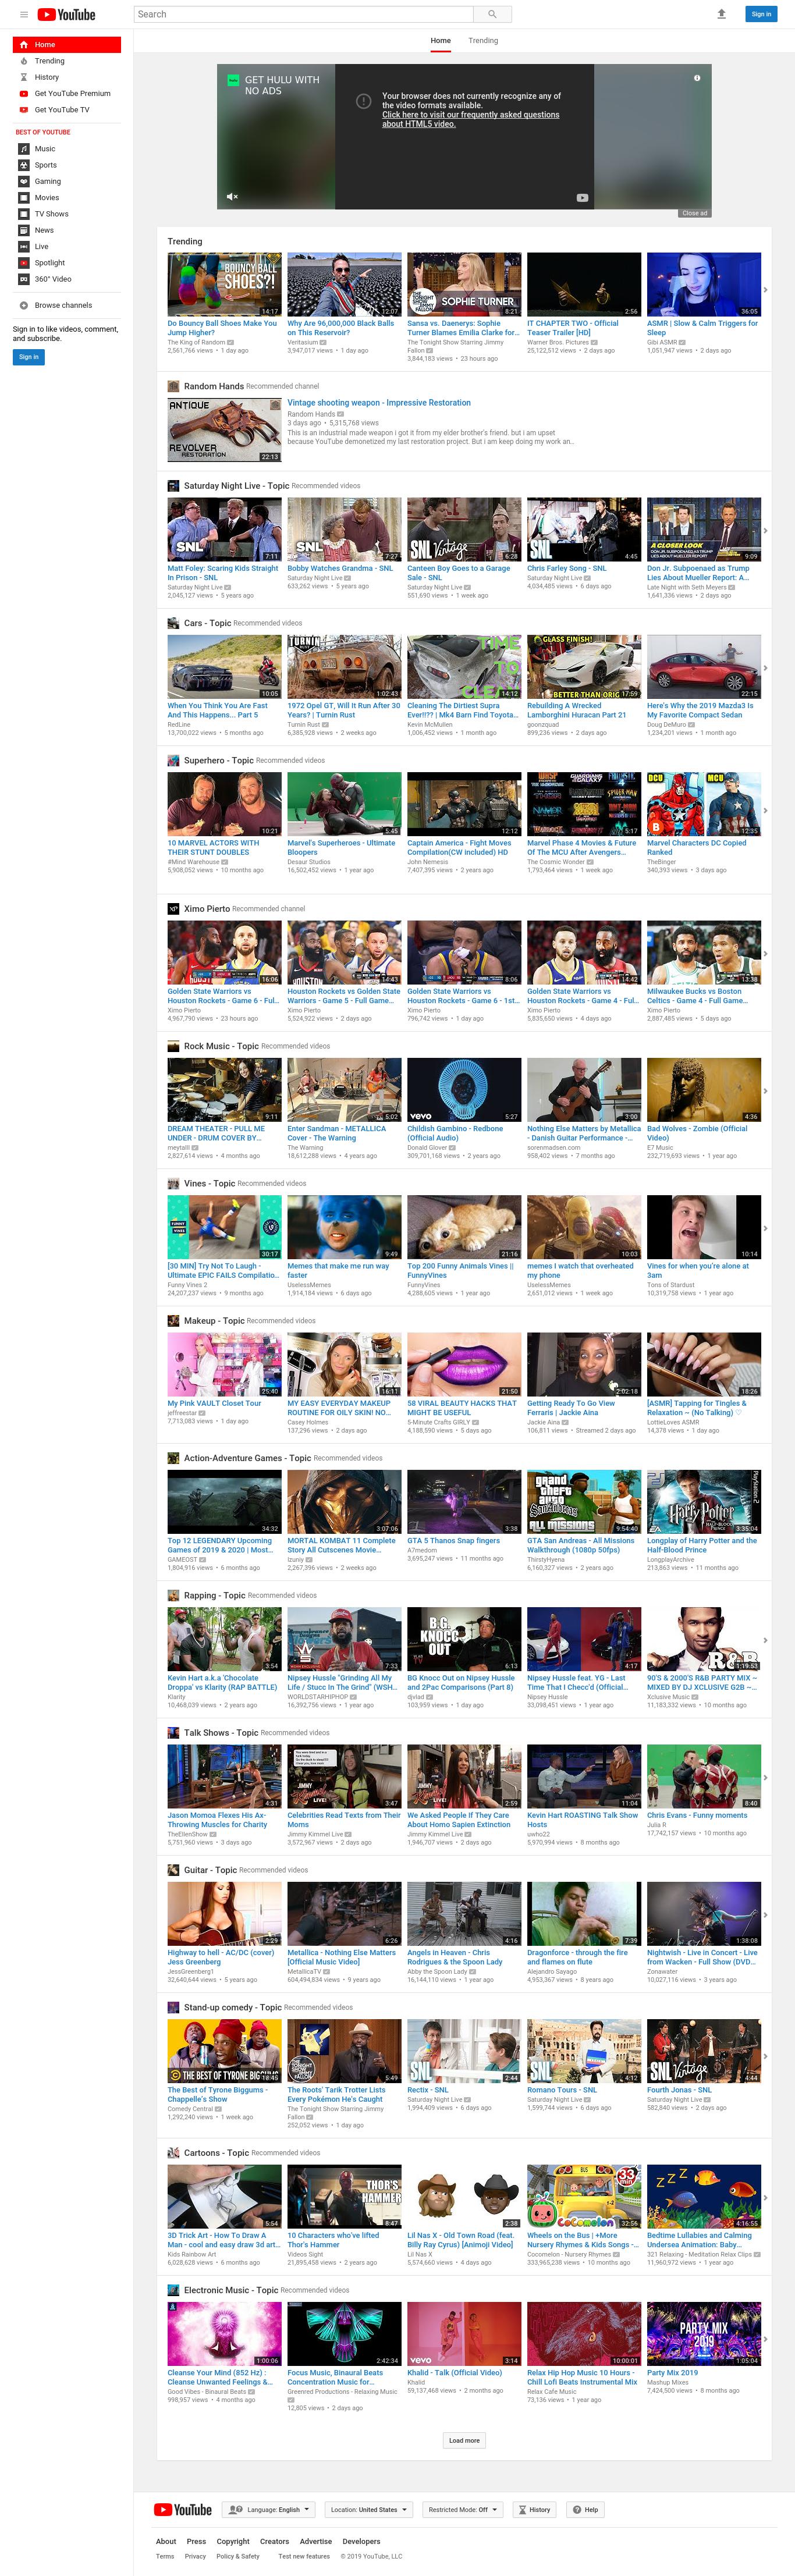 YouTube
Search
Sign in
Home
Trending
History
Get YouTube Premium
Get YouTube TV
BEST OF YOUTUBE
Music
Sports
Gaming
Movies
TV Shows
News
Live
Spotlight
360° Video
Browse channels
Sign in to like videos, comment,
and subscribe.
Sign in
Home Trending
GET HULU WITH
NO ADS
Your browser does not currently recognize any of
the video formats available.
Click here to visit our frequently asked questions
about HTML5 video.
Close ad
Trending
BOUNCY BALL
SHOES?!
14:17
Do Bouncy Ball Shoes Make You
Jump Higher?
The King of Random
2,561,766 views • 1 day ago
12:07
Why Are 96,000,000 Black Balls
on This Reservoir?
Veritasium
3,947,017 views • 1 day ago
SOPHIE TURNER
8:21
Sansa vs. Daenerys: Sophie
Turner Blames Emilia Clarke for...
The Tonight Show Starring Jimmy
Fallon
3,844,183 views • 23 hours ago
2:56
IT CHAPTER TWO - Official
Teaser Trailer [HD]
Warner Bros. Pictures
25,122,512 views • 2 days ago
36:05
ASMR | Slow & Calm Triggers for
Sleep
Gibi ASMR
1,051,947 views • 2 days ago
Random Hands Recommended channel
ANTIQUE
REVOLVER
RESTORATION
22:13
Vintage shooting weapon - Impressive Restoration
Random Hands
3 days ago • 5,315,768 views
This is an industrial made weapon i got it from my elder brother's friend. but i am upset
because YouTube demonetized my last restoration project. But i am keep doing my work an...
Saturday Night Live - Topic Recommended videos
SNL
7:11
Matt Foley: Scaring Kids Straight
In Prison - SNL
Saturday Night Live
2,045,127 views • 5 years ago
SNL
7:27
Bobby Watches Grandma - SNL
Saturday Night Live
633,262 views • 5 years ago
SNL Vintage
6:28
Canteen Boy Goes to a Garage
Sale - SNL
Saturday Night Live
551,690 views • 1 week ago
SNL
4:45
Chris Farley Song - SNL
Saturday Night Live
4,034,485 views • 6 days ago
A CLOSER LOOK
DON JR. SUBPOENAED AS TRUMP
LIES ABOUT MUELLER REPORT
9:09
Don Jr. Subpoenaed as Trump
Lies About Mueller Report: A...
Late Night with Seth Meyers
1,641,336 views • 2 days ago
Cars - Topic Recommended videos
10:05
When You Think You Are Fast
And This Happens... Part 5
RedLine
13,700,022 views • 5 months ago
TURNIN
1:02:43
1972 Opel GT, Will It Run After 30
Years? | Turnin Rust
Turnin Rust
6,385,928 views • 2 weeks ago
TIME
TO
CLEAN
14:12
Cleaning The Dirtiest Supra
Ever!!?? | Mk4 Barn Find Toyota...
Kevin McMullen
1,006,452 views • 1 month ago
GLASS FINISH!
BETTER THAN ORIG
17:59
Rebuilding A Wrecked
Lamborghini Huracan Part 21
goonzquad
899,236 views • 2 days ago
22:15
Here's Why the 2019 Mazda3 Is
My Favorite Compact Sedan
Doug DeMuro
1,234,201 views • 1 month ago
Superhero - Topic Recommended videos
10:21
10 MARVEL ACTORS WITH
THEIR STUNT DOUBLES
#Mind Warehouse
5,908,052 views • 10 months ago
5:45
Marvel's Superheroes - Ultimate
Bloopers
Desaur Studios
16,502,452 views • 1 year ago
12:12
Captain America - Fight Moves
Compilation(CW included) HD
John Nemesis
7,407,395 views • 2 years ago
5:17
Marvel Phase 4 Movies & Future
Of The MCU After Avengers...
The Cosmic Wonder
1,793,464 views • 1 week ago
DCU MCU
12:35
Marvel Characters DC Copied
Ranked
TheBinger
340,393 views • 3 days ago
Ximo Pierto Recommended channel
16:06
Golden State Warriors vs
Houston Rockets - Game 6 - Ful...
Ximo Pierto
4,967,790 views • 23 hours ago
14:43
Houston Rockets vs Golden State
Warriors - Game 5 - Full Game...
Ximo Pierto
5,524,922 views • 2 days ago
8:06
Golden State Warriors vs
Houston Rockets - Game 6 - 1st...
Ximo Pierto
796,742 views • 1 day ago
14:42
Golden State Warriors vs
Houston Rockets - Game 4 - Ful...
Ximo Pierto
5,835,650 views • 4 days ago
13:38
Milwaukee Bucks vs Boston
Celtics - Game 4 - Full Game...
Ximo Pierto
2,887,485 views • 5 days ago
Rock Music - Topic Recommended videos
9:11
DREAM THEATER - PULL ME
UNDER - DRUM COVER BY...
meytalll
2,827,614 views • 4 months ago
5:02
Enter Sandman - METALLICA
Cover - The Warning
The Warning
18,612,288 views • 4 years ago
vevo
5:27
Childish Gambino - Redbone
(Official Audio)
Donald Glover
309,701,168 views • 2 years ago
3:00
Nothing Else Matters by Metallica
- Danish Guitar Performance -...
sorenmadsen.com
958,402 views • 7 months ago
4:36
Bad Wolves - Zombie (Official
Video)
E7 Music
232,719,693 views • 1 year ago
Vines - Topic Recommended videos
30:17
[30 MIN] Try Not To Laugh -
Ultimate EPIC FAILS Compilatio...
Funny Vines 2
24,207,237 views • 9 months ago
9:49
Memes that make me run way
faster
UselessMemes
1,914,184 views • 6 days ago
21:16
Top 200 Funny Animals Vines ||
FunnyVines
FunnyVines
4,288,605 views • 1 year ago
10:03
memes I watch that overheated
my phone
UselessMemes
2,651,012 views • 1 week ago
10:14
Vines for when you're alone at
3am
Tons of Stardust
10,319,758 views • 1 year ago
Makeup - Topic Recommended videos
25:40
My Pink VAULT Closet Tour
jeffreestar
7,713,083 views • 1 day ago
16:11
MY EASY EVERYDAY MAKEUP
ROUTINE FOR OILY SKIN! NO...
Casey Holmes
137,296 views • 2 days ago
21:50
58 VIRAL BEAUTY HACKS THAT
MIGHT BE USEFUL
5-Minute Crafts GIRLY
4,188,590 views • 5 days ago
2:02:18
Getting Ready To Go View
Ferraris | Jackie Aina
Jackie Aina
106,811 views • Streamed 2 days ago
18:26
[ASMR] Tapping for Tingles &
Relaxation ~ (No Talking) ♡
LottieLoves ASMR
14,378 views • 1 day ago
Action-Adventure Games - Topic Recommended videos
34:32
Top 12 LEGENDARY Upcoming
Games of 2019 & 2020 | Most...
GAMEOST
1,804,916 views • 6 months ago
3:07:06
MORTAL KOMBAT 11 Complete
Story All Cutscenes Movie...
Izuniy
2,267,396 views • 2 weeks ago
3:38
GTA 5 Thanos Snap fingers
A7medom
3,695,247 views • 11 months ago
grand
theft
auto
San Andreas
ALL MISSIONS
9:54:40
GTA San Andreas - All Missions
Walkthrough (1080p 50fps)
ThirstyHyena
6,160,327 views • 2 years ago
Harry Potter
PlayStation 2
3:35:04
Longplay of Harry Potter and the
Half-Blood Prince
LongplayArchive
213,863 views • 11 months ago
Rapping - Topic Recommended videos
3:54
Kevin Hart a.k.a 'Chocolate
Droppa' vs Klarity (RAP BATTLE)
Klarity
10,468,039 views • 2 years ago
7:33
Nipsey Hussle "Grinding All My
Life / Stucc In The Grind" (WSH...
WORLDSTARHIPHOP
16,392,756 views • 1 year ago
B.G. KNOCC
OUT
6:13
BG Knocc Out on Nipsey Hussle
and 2Pac Comparisons (Part 8)
djvlad
103,959 views • 1 day ago
4:17
Nipsey Hussle feat. YG - Last
Time That I Checc'd (Official...
Nipsey Hussle
33,098,451 views • 1 year ago
R&B
1:19:53
90'S & 2000'S R&B PARTY MIX ~
MIXED BY DJ XCLUSIVE G2B ~...
Xclusive Music
11,183,332 views • 10 months ago
Talk Shows - Topic Recommended videos
4:31
Jason Momoa Flexes His Ax-
Throwing Muscles for Charity
TheEllenShow
5,751,960 views • 3 days ago
JIMMY
LIVE!
3:47
Celebrities Read Texts from Their
Moms
Jimmy Kimmel Live
3,572,967 views • 2 days ago
JIMMY
LIVE!
2:59
We Asked People If They Care
About Homo Sapien Extinction
Jimmy Kimmel Live
1,946,707 views • 2 days ago
11:04
Kevin Hart ROASTING Talk Show
Hosts
uwho22
5,970,994 views • 8 months ago
8:40
Chris Evans - Funny moments
Julia R
17,742,157 views • 10 months ago
Guitar - Topic Recommended videos
2:29
Highway to hell - AC/DC (cover)
Jess Greenberg
JessGreenberg1
32,640,644 views • 5 years ago
6:26
Metallica - Nothing Else Matters
[Official Music Video]
MetallicaTV
604,494,834 views • 9 years ago
4:16
Angels in Heaven - Chris
Rodrigues & the Spoon Lady
Abby the Spoon Lady
16,144,110 views • 1 year ago
7:39
Dragonforce - through the fire
and flames on flute
Alejandro Sayago
4,953,367 views • 8 years ago
1:38:08
Nightwish - Live in Concert - Live
from Wacken - Full Show (DVD...
Zonawater
10,027,116 views • 3 years ago
Stand-up comedy - Topic Recommended videos
THE BEST OF TYRONE BIGGUMS
18:45
The Best of Tyrone Biggums -
Chappelle's Show
Comedy Central
1,292,240 views • 1 week ago
5:49
The Roots' Tarik Trotter Lists
Every Pokémon He's Caught
The Tonight Show Starring Jimmy
Fallon
252,052 views • 1 day ago
SNL
2:44
Rectix - SNL
Saturday Night Live
1,994,409 views • 6 days ago
SNL
4:12
Romano Tours - SNL
Saturday Night Live
1,599,744 views • 6 days ago
SNL Vintage
4:44
Fourth Jonas - SNL
Saturday Night Live
582,840 views • 2 days ago
Cartoons - Topic Recommended videos
5:54
3D Trick Art - How To Draw A
Man - cool and easy draw 3d art...
Kids Rainbow Art
6,028,628 views • 6 months ago
THOR'S
HAMMER
8:47
10 Characters who've lifted
Thor's Hammer
Videos Sight
21,895,458 views • 2 years ago
2:38
Lil Nas X - Old Town Road (feat.
Billy Ray Cyrus) [Animoji Video]
Lil Nas X
5,574,660 views • 4 days ago
BUS
33 min
Cocomelon
32:56
Wheels on the Bus | +More
Nursery Rhymes & Kids Songs -...
Cocomelon - Nursery Rhymes
333,965,238 views • 10 months ago
Z Z Z
4:16:55
Bedtime Lullabies and Calming
Undersea Animation: Baby...
321 Relaxing - Meditation Relax Clips
11,960,972 views • 1 year ago
Electronic Music - Topic Recommended videos
1:00:06
Cleanse Your Mind (852 Hz) :
Cleanse Unwanted Feelings &...
Good Vibes - Binaural Beats
998,957 views • 4 months ago
2:42:34
Focus Music, Binaural Beats
Concentration Music for...
Greenred Productions - Relaxing Music
12,805 views • 2 days ago
vevo
3:14
Khalid - Talk (Official Video)
Khalid
59,137,468 views • 2 months ago
10:00:01
Relax Hip Hop Music 10 Hours -
Chill Lofi Beats Instrumental Mix
Relax Cafe Music
73,136 views • 1 year ago
PARTY MIX
2019
1:05:04
Party Mix 2019
Mashup Mixes
7,424,500 views • 8 months ago
Load more
YouTube Language: English Location: United States Restricted Mode: Off History Help
About Press Copyright Creators Advertise Developers
Terms Privacy Policy & Safety Test new features © 2019 YouTube, LLC